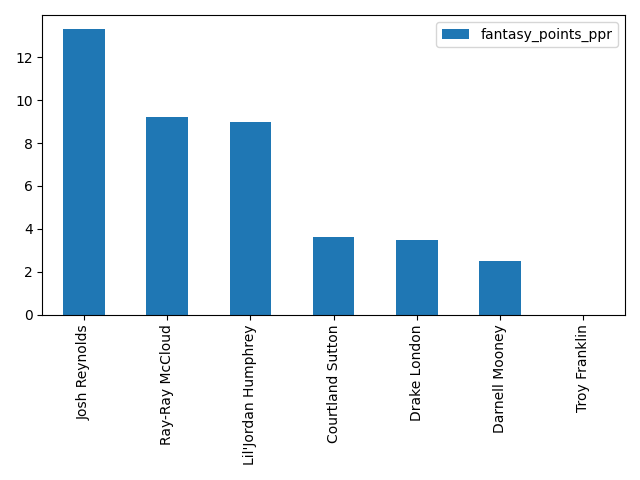 fantasy_points_ppr
12
10
8
6
4
2
0
Josh Reynolds
Ray-Ray McCloud
Lil'Jordan Humphrey
Courtland Sutton
Drake London
Darnell Mooney
Troy Franklin